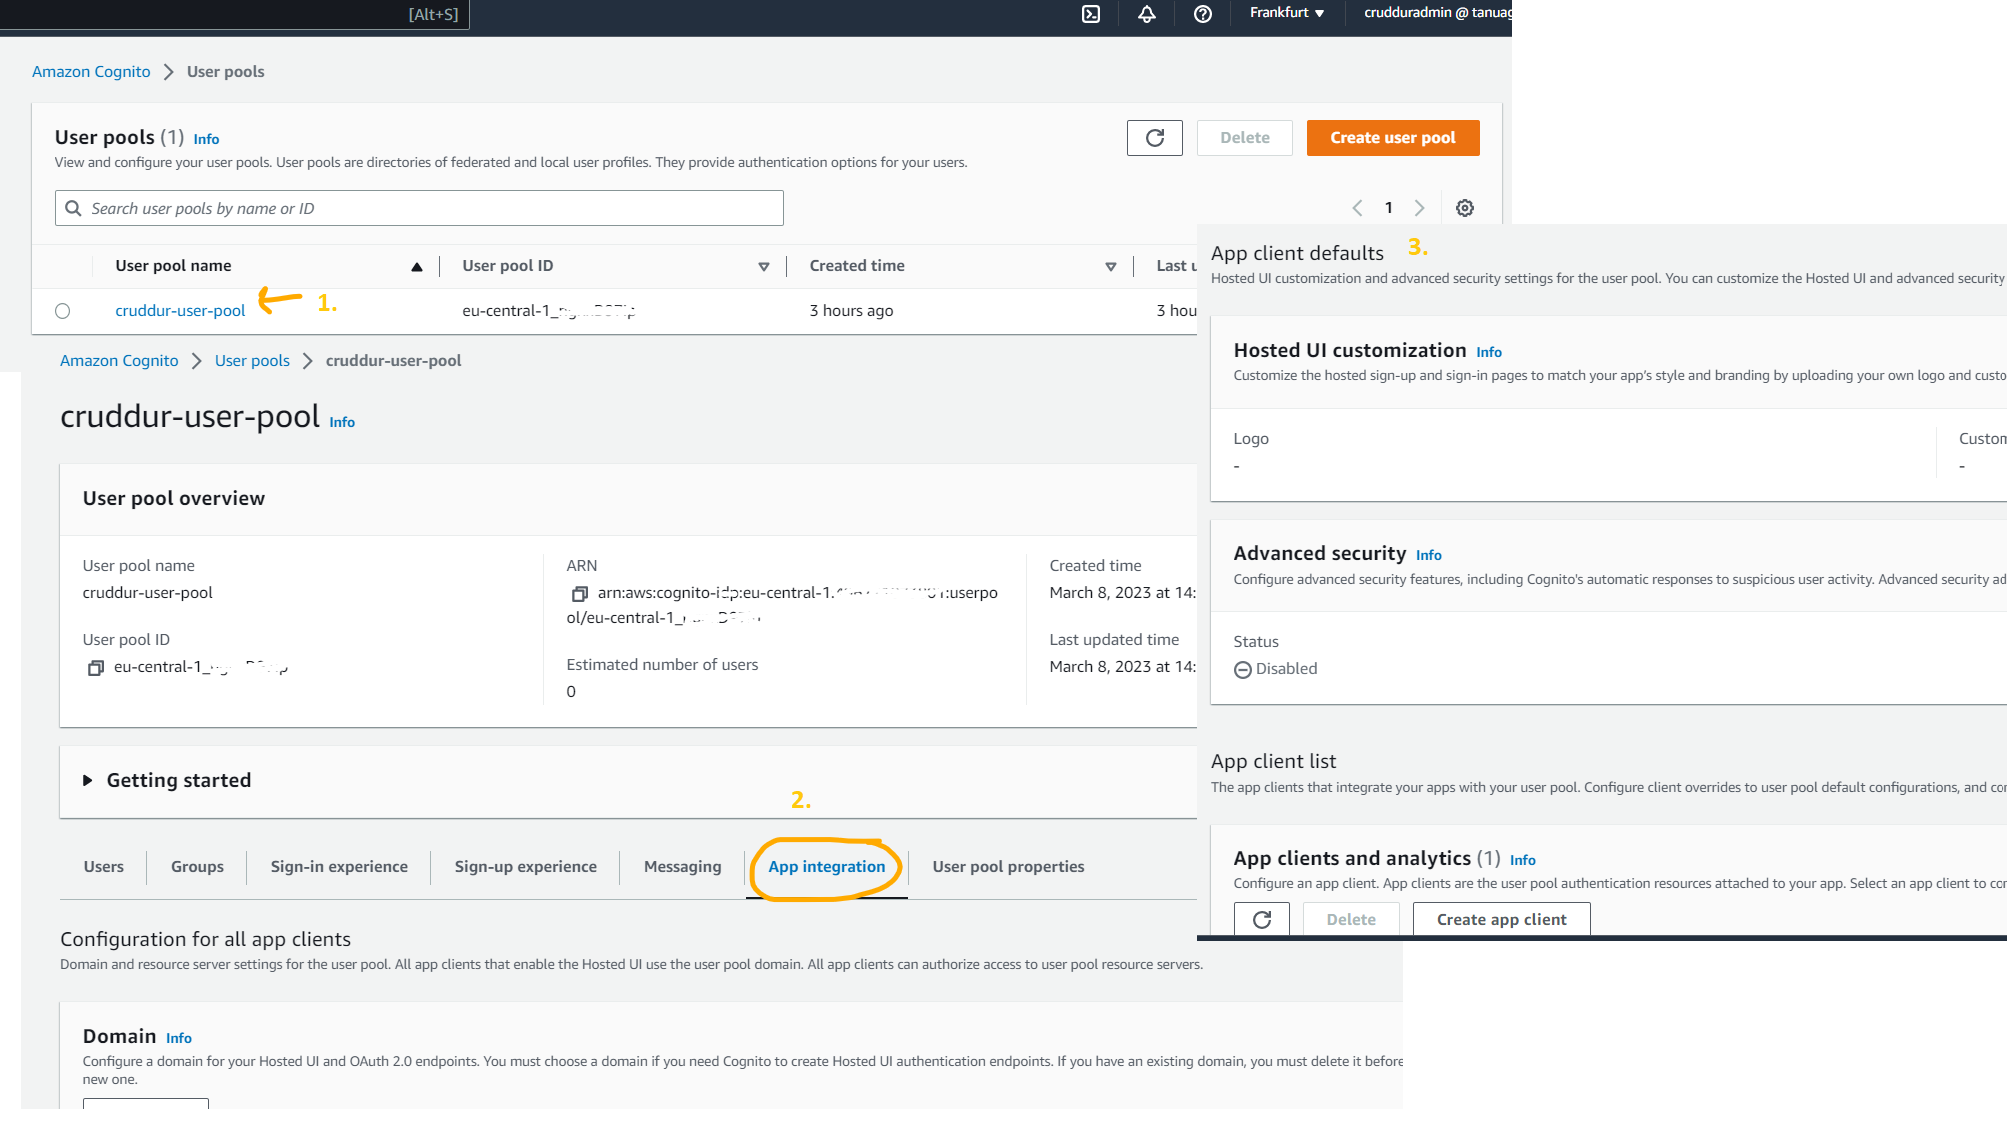 [Alt+S]
Frankfurt ▼
crudduradmin @ tanuag
Amazon Cognito > User pools
User pools (1) Info
View and configure your user pools. User pools are directories of federated and local user profiles. They provide authentication options for your users.
Delete
Create user pool
Search user pools by name or ID
1
User pool name
User pool ID
Created time
Last u
cruddur-user-pool
1.
eu-central-1_
3 hours ago
3 hou
Amazon Cognito > User pools > cruddur-user-pool
cruddur-user-pool Info
User pool overview
User pool name
cruddur-user-pool
User pool ID
eu-central-1_
ARN
arn:aws:cognito-idp:eu-central-1: :userpo
ol/eu-central-1_
Estimated number of users
0
Created time
March 8, 2023 at 14:
Last updated time
March 8, 2023 at 14:
Getting started
2.
Users
Groups
Sign-in experience
Sign-up experience
Messaging
App integration
User pool properties
Configuration for all app clients
Domain and resource server settings for the user pool. All app clients that enable the Hosted UI use the user pool domain. All app clients can authorize access to user pool resource servers.
Domain Info
Configure a domain for your Hosted UI and OAuth 2.0 endpoints. You must choose a domain if you need Cognito to create Hosted UI authentication endpoints. If you have an existing domain, you must delete it before
new one.
App client defaults 3.
Hosted UI customization and advanced security settings for the user pool. You can customize the Hosted UI and advanced security
Hosted UI customization Info
Customize the hosted sign-up and sign-in pages to match your app's style and branding by uploading your own logo and custo
Logo
-
Custom
-
Advanced security Info
Configure advanced security features, including Cognito's automatic responses to suspicious user activity. Advanced security ad
Status
Disabled
App client list
The app clients that integrate your apps with your user pool. Configure client overrides to user pool default configurations, and co
App clients and analytics (1) Info
Configure an app client. App clients are the user pool authentication resources attached to your app. Select an app client to co
Delete
Create app client